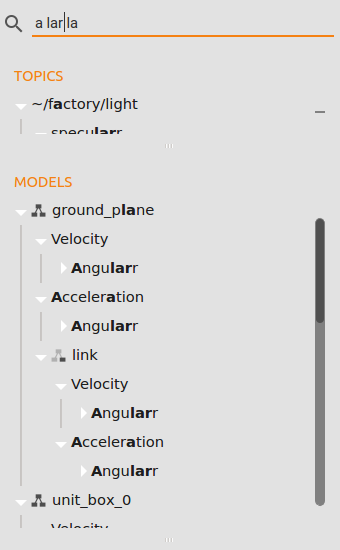 a lar la
TOPICS
~/factory/light
specularr
MODELS
ground_plane
Velocity
Angularr
Acceleration
Angularr
link
Velocity
Angularr
Acceleration
Angularr
unit_box_0
Velocity